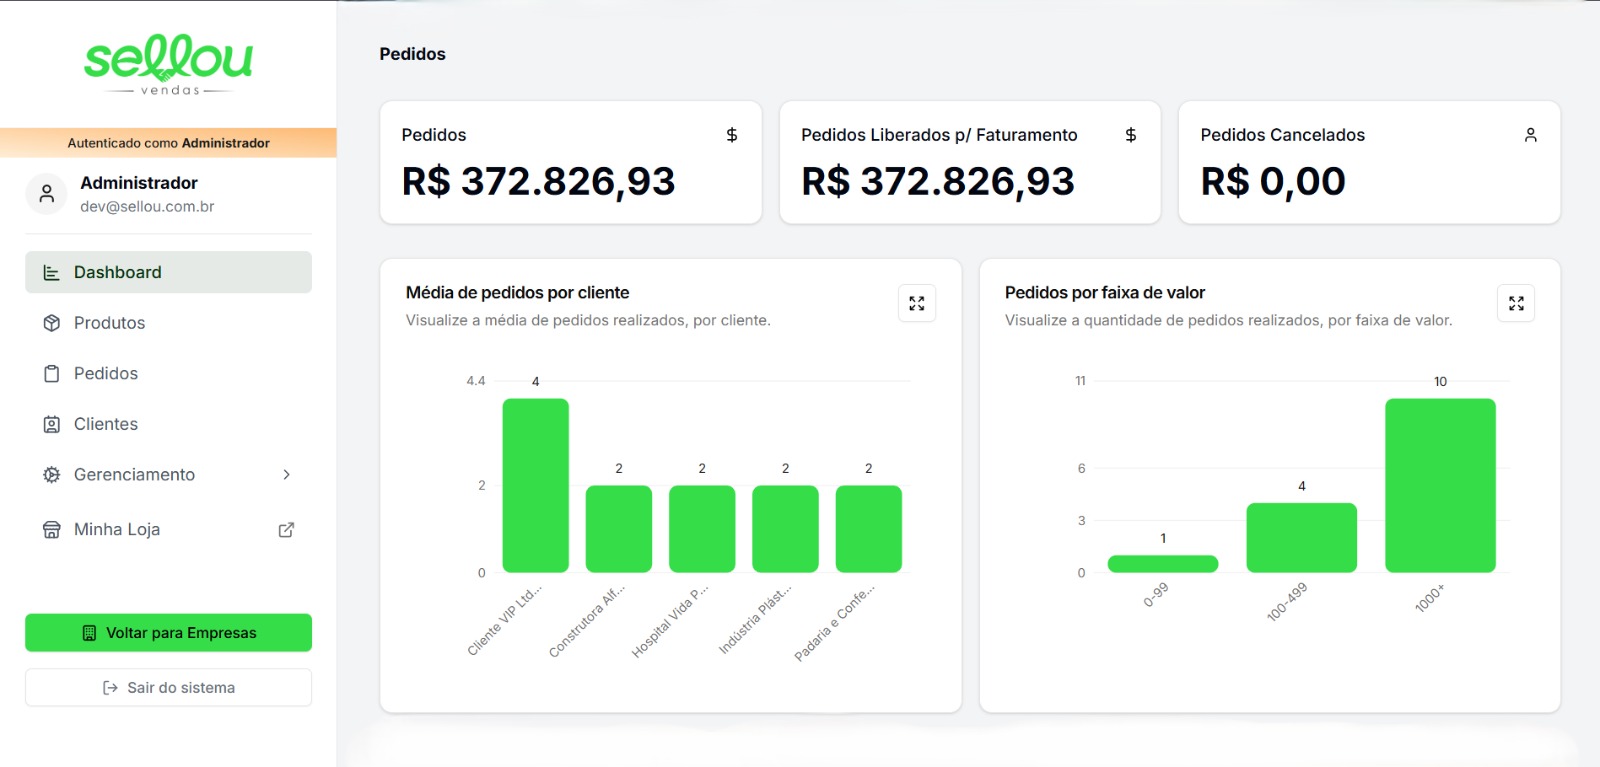 sellou
vendas
Autenticado como Administrador
Administrador
dev@sellou.com.br
Dashboard
Produtos
Pedidos
Clientes
Gerenciamento
Minha Loja
Voltar para Empresas
Sair do sistema
Pedidos
Pedidos
$
R$ 372.826,93
Pedidos Liberados p/ Faturamento
$
R$ 372.826,93
Pedidos Cancelados
R$ 0,00
Média de pedidos por cliente
Visualize a média de pedidos realizados, por cliente.
4.4
2
0
4
2
2
2
2
Cliente VIP Ltd...
Construtora Alf...
Hospital Vida P...
Indústria Plást...
Padaria e Confe...
Pedidos por faixa de valor
Visualize a quantidade de pedidos realizados, por faixa de valor.
11
6
3
0
1
4
10
0-99
100-499
1000+